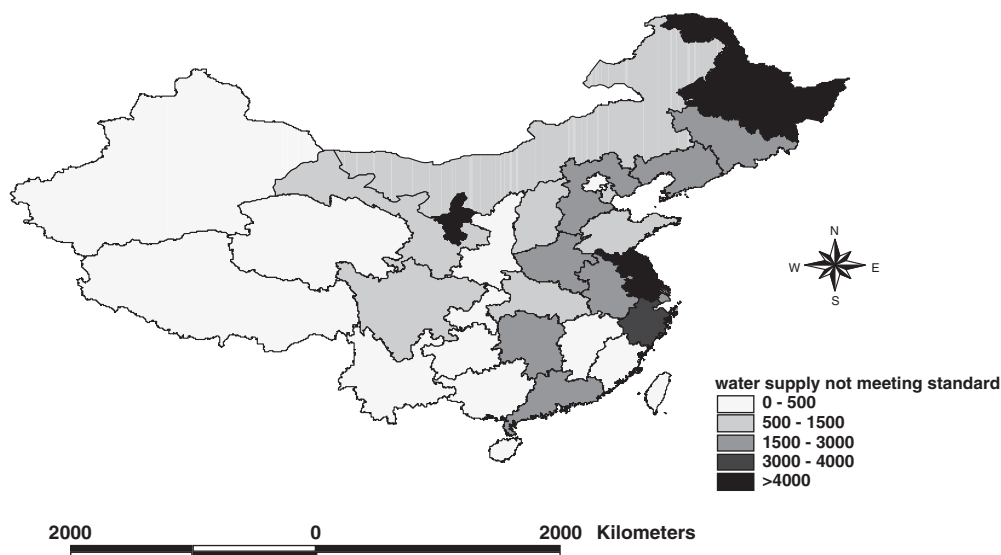 N
W E
S
water supply not meeting standard
0 - 500
500 - 1500
1500 - 3000
3000 - 4000
>4000
2000 0 2000 Kilometers